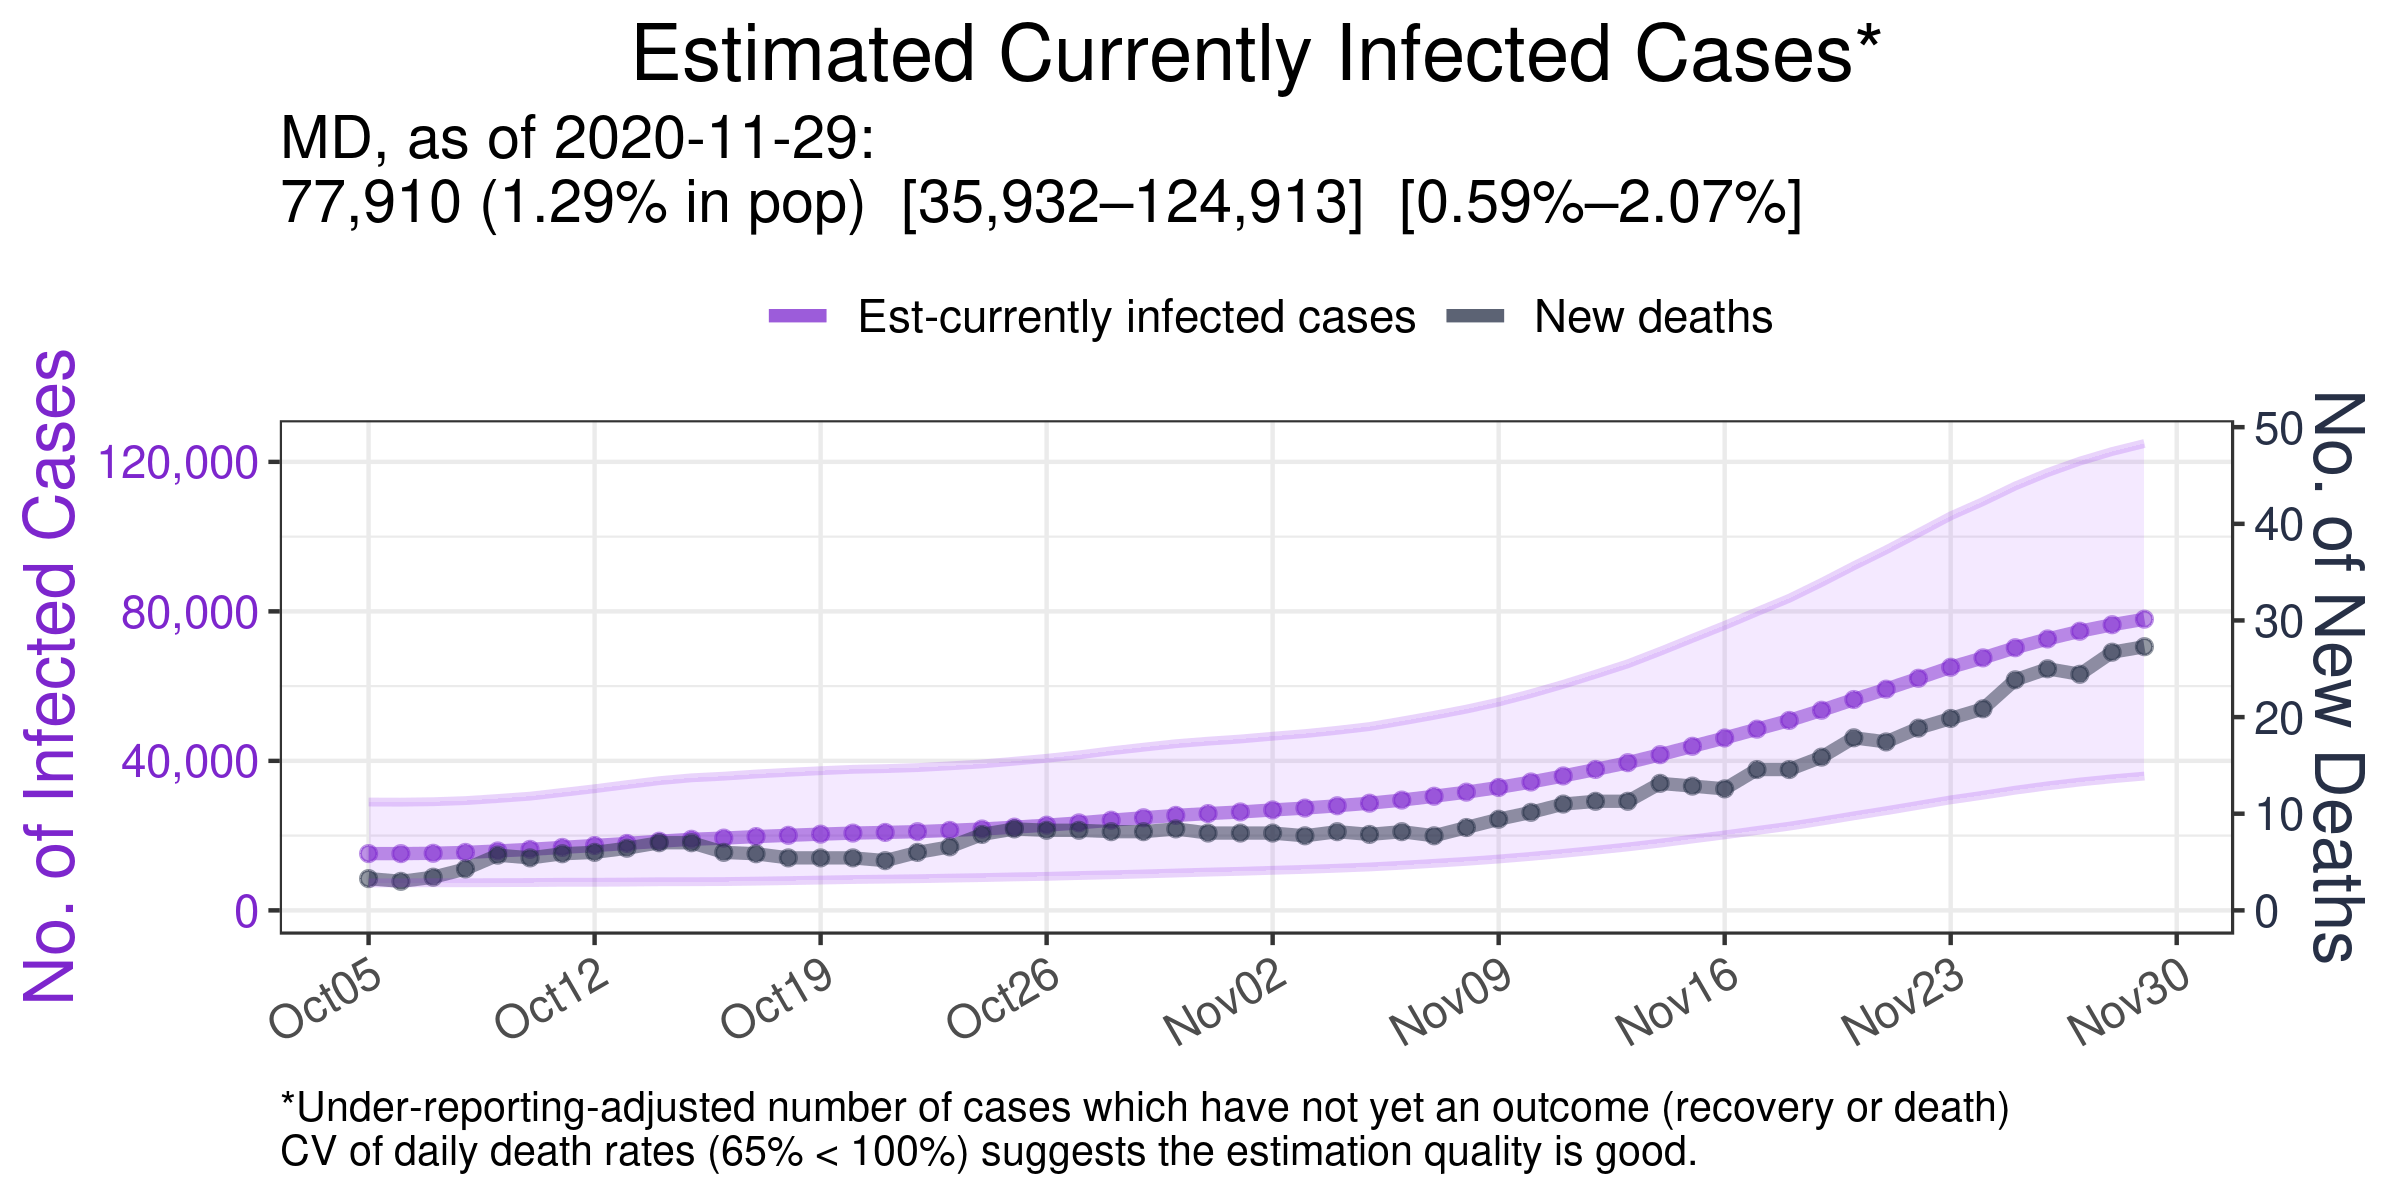 Estimated Currently Infected Cases*
MD, as of 2020-11-29:
77,910 (1.29% in pop) [35,932–124,913] [0.59%–2.07%]
Est-currently infected cases
New deaths
No. of Infected Cases
120,000
80,000
40,000
0
50
40
30
20
10
0
No. of New Deaths
Oct05
Oct12
Oct19
Oct26
Nov02
Nov09
Nov16
Nov23
Nov30
*Under-reporting-adjusted number of cases which have not yet an outcome (recovery or death)
CV of daily death rates (65% < 100%) suggests the estimation quality is good.